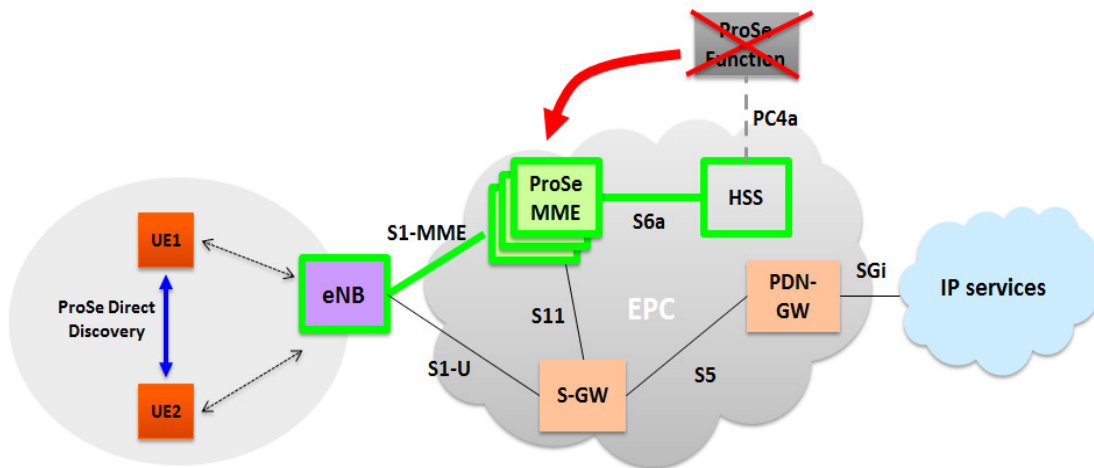 ProSe
Function
PC4a
ProSe
MME
HSS
S6a
S1-MME
UE1
eNB
ProSe Direct
Discovery
UE2
S11
EPC
PDN-
GW
SGi
IP services
S1-U
S-GW
S5